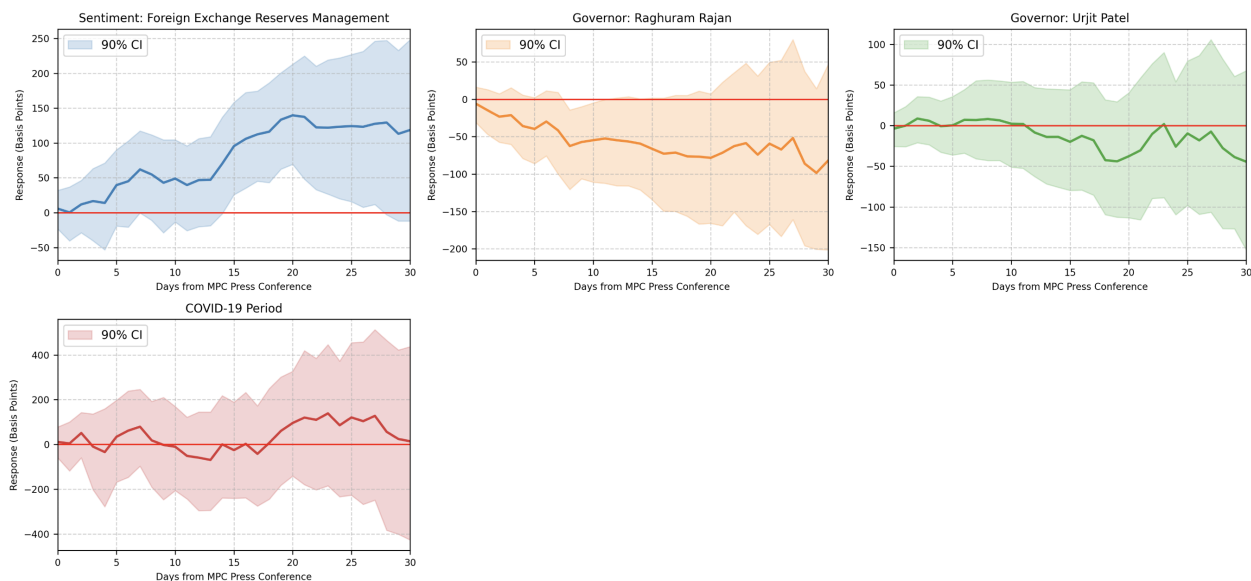 Sentiment: Foreign Exchange Reserves Management
250
200
150
100
50
0
−50
Response (Basis Points)
90% CI
0 5 10 15 20 25 30
Days from MPC Press Conference
Governor: Raghuram Rajan
50
0
−50
−100
−150
−200
Response (Basis Points)
90% CI
0 5 10 15 20 25 30
Days from MPC Press Conference
Governor: Urjit Patel
100
50
0
−50
−100
−150
Response (Basis Points)
90% CI
0 5 10 15 20 25 30
Days from MPC Press Conference
COVID-19 Period
400
200
0
−200
−400
Response (Basis Points)
90% CI
0 5 10 15 20 25 30
Days from MPC Press Conference